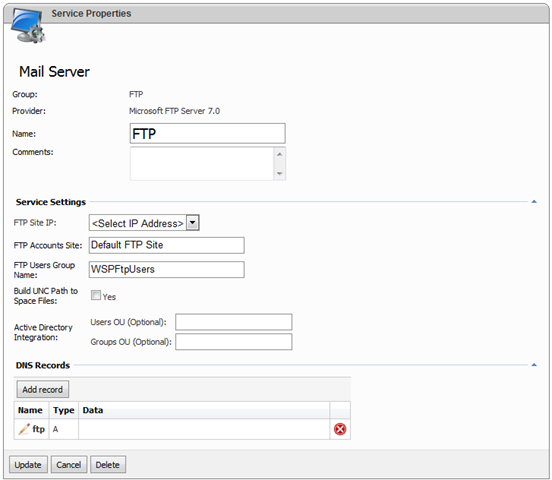 Service Properties
Mail Server
Group: FTP
Provider: Microsoft FTP Server 7.0
Name: FTP
Comments:
Service Settings
FTP Site IP: <Select IP Address>
FTP Accounts Site: Default FTP Site
FTP Users Group
Name: WSPFtpUsers
Build UNC Path to
Space Files: Yes
Active Directory
Integration:
Users OU (Optional):
Groups OU (Optional):
DNS Records
Add record
Name Type Data
ftp A
Update Cancel Delete